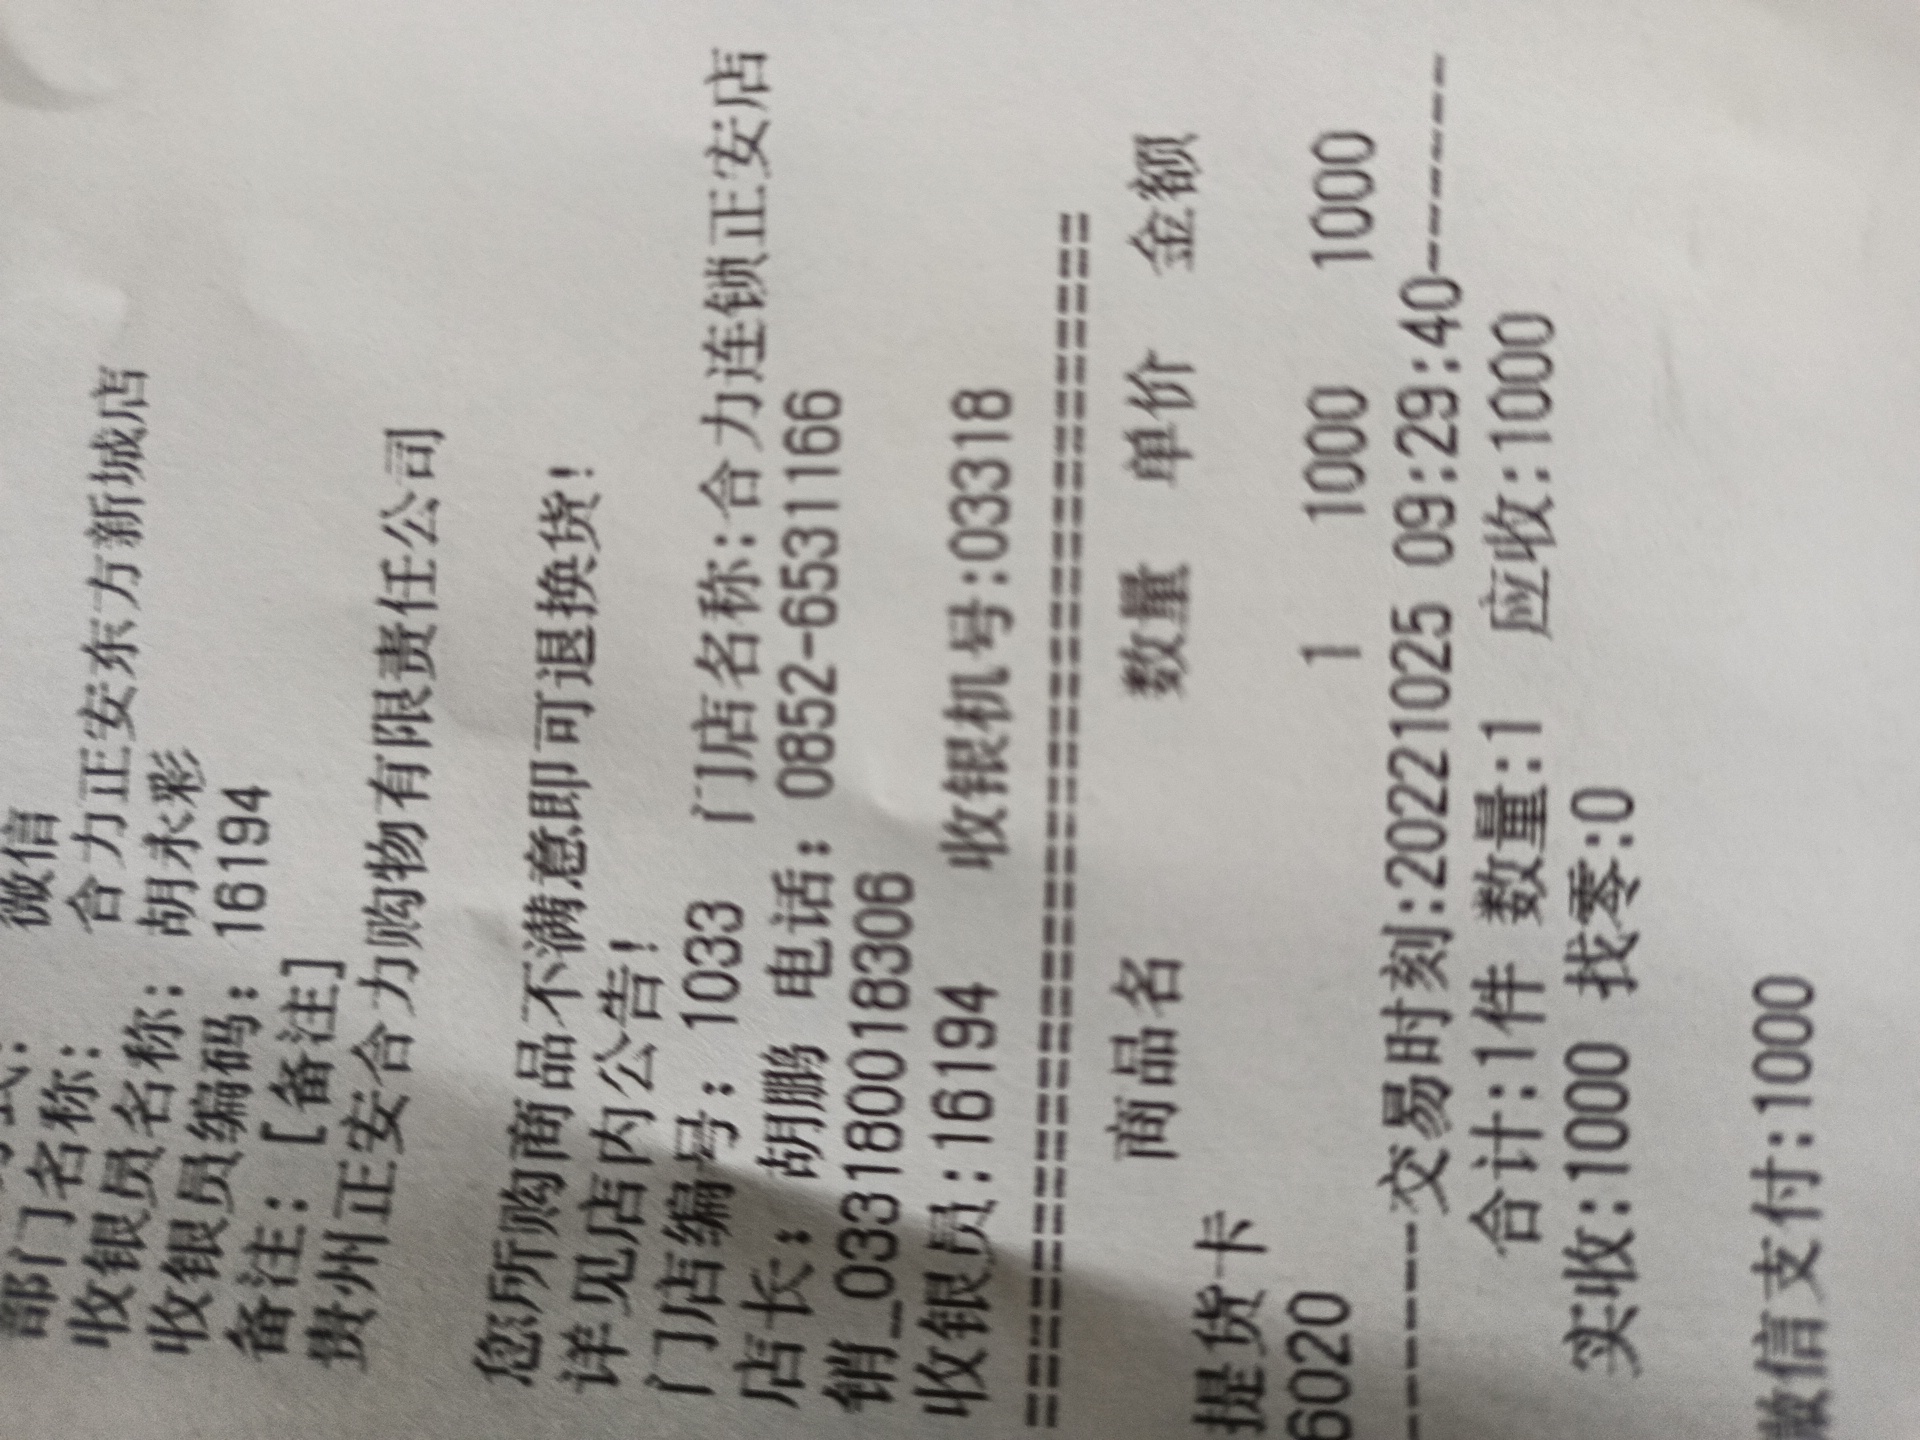 微信
部门名称： 合力正安东方新城店
收银员名称：胡永彩
收银员编码：16194
备注：[备注]
贵州正安合力购物有限责任公司
您所购商品不满意即可退换货!
详见店内公告!
门店编号：1033 门店名称:合力连锁正安店
店长：胡鹏 电话：0852-6531166
销_033180018306
收银员:16194 收银机号:03318
==============================
商品名 数量 单价 金额
提货卡
6020 1 1000 1000
--------交易时刻:20221025 09:29:40--------
合计:1件 数量:1 应收:1000
实收:1000 找零:0
微信支付:1000